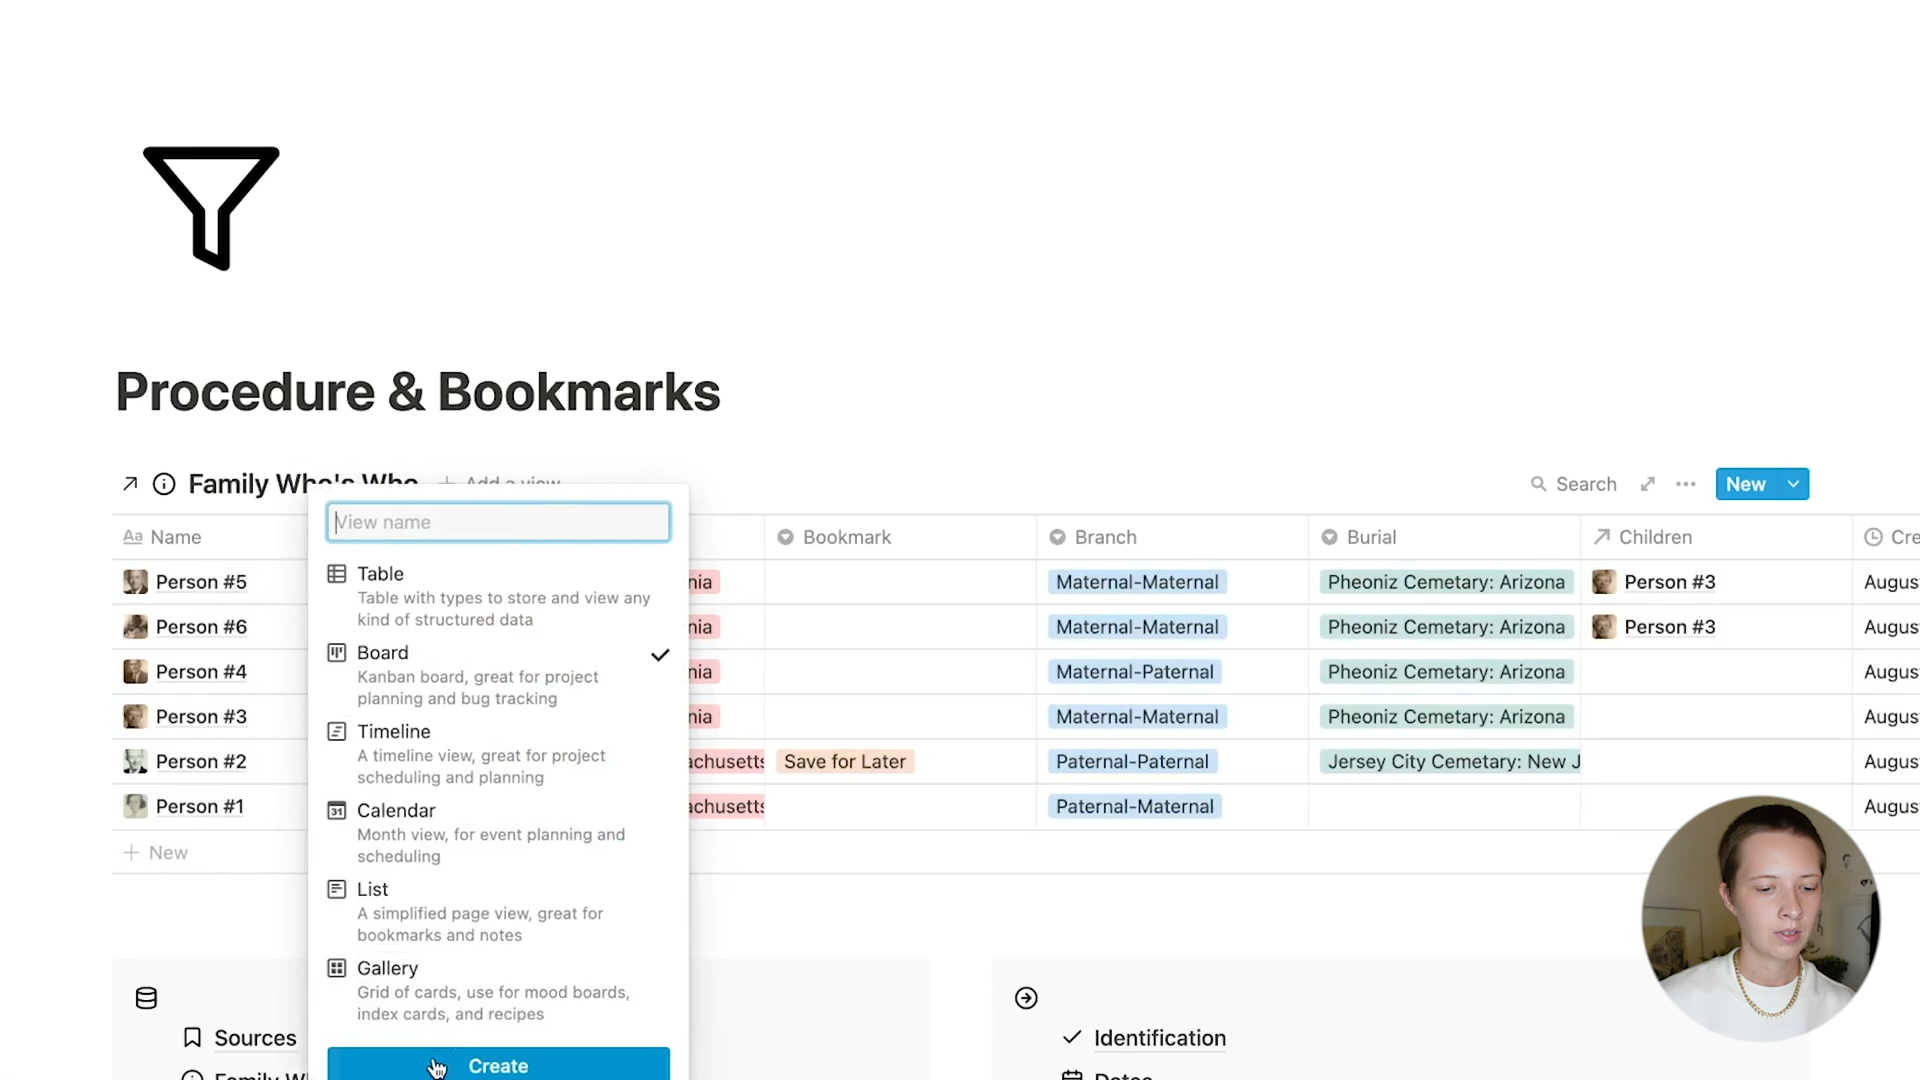 Procedure & Bookmarks
Family Who's Who
Add a view
Search
New
View name
Aa Name
Bookmark
Branch
Burial
Children
Cre
Table
Table with types to store and view any
kind of structured data
Board
Kanban board, great for project
planning and bug tracking
Timeline
A timeline view, great for project
scheduling and planning
Calendar
31
Month view, for event planning and
scheduling
List
A simplified page view, great for
bookmarks and notes
Gallery
Grid of cards, use for mood boards,
index cards, and recipes
Create
Person #5
nia
Maternal-Maternal
Pheoniz Cemetary: Arizona
Person #3
Augus
Person #6
nia
Maternal-Maternal
Pheoniz Cemetary: Arizona
Person #3
Augus
Person #4
nia
Maternal-Paternal
Pheoniz Cemetary: Arizona
Augus
Person #3
nia
Maternal-Maternal
Pheoniz Cemetary: Arizona
Augus
Person #2
achusetts
Save for Later
Paternal-Paternal
Jersey City Cemetary: New J
Augus
Person #1
achusetts
Paternal-Maternal
Augus
New
Sources
Family W
Identification
Dates